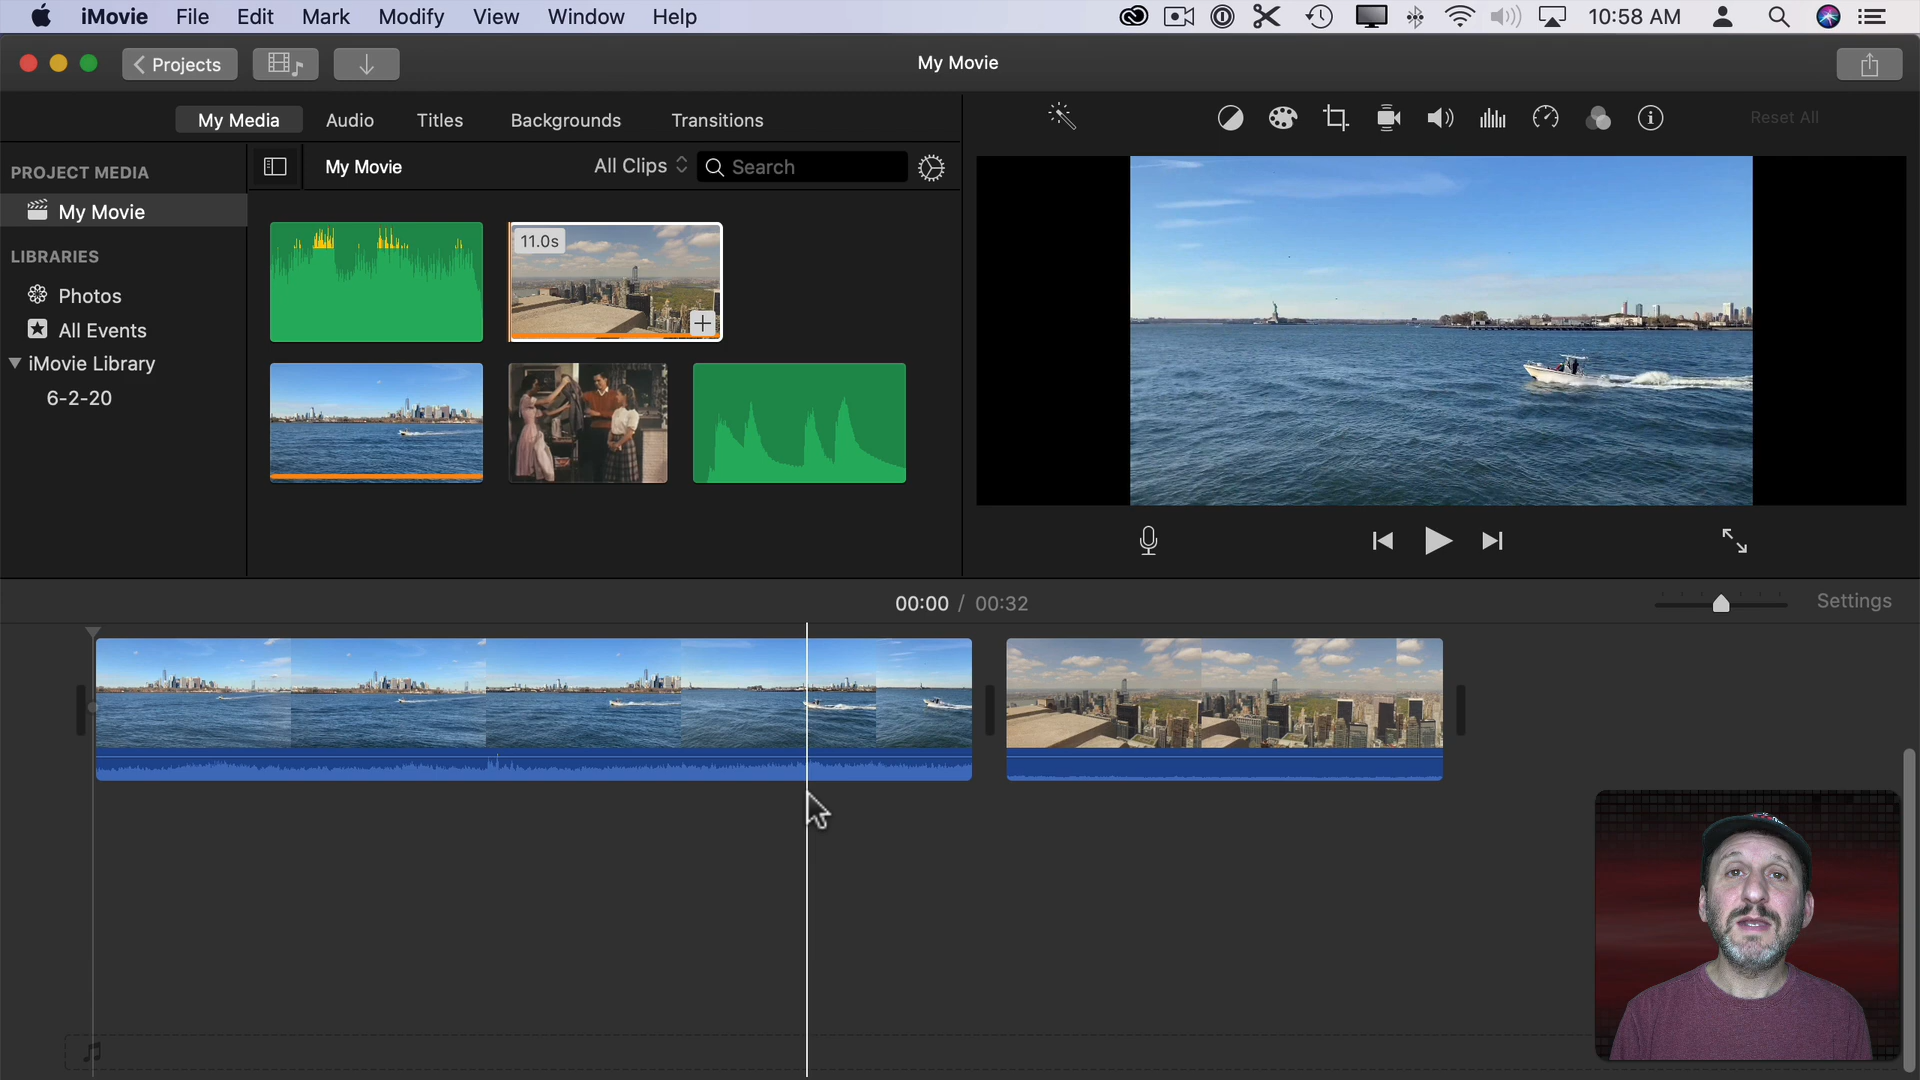 iMovie File Edit Mark Modify View Window Help 10:58 AM
Projects My Movie
My Media Audio Titles Backgrounds Transitions Reset All
PROJECT MEDIA My Movie All Clips Search
My Movie
LIBRARIES
11.0s
Photos
All Events
iMovie Library
6-2-20
00:00 / 00:32 Settings